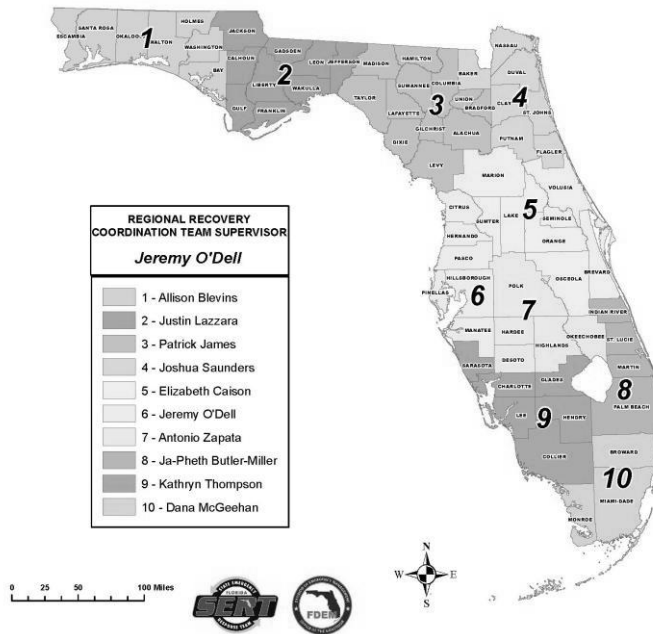 HOLMES
JACKSON
SANTA ROSA
ESCAMBIA
OKALOOSA
WALTON
1
WASHINGTON
BAY
CALHOUN
GADSDEN
LEON
JEFFERSON
MADISON
HAMILTON
NASSAU
2
LIBERTY
WAKULLA
GULF
FRANKLIN
TAYLOR
SUWANNEE
COLUMBIA
BAKER
DUVAL
3
UNION
BRADFORD
CLAY
4
ST. JOHNS
LAFAYETTE
GILCHRIST
ALACHUA
PUTNAM
DIXIE
FLAGLER
LEVY
MARION
VOLUSIA
CITRUS
SUMTER
LAKE
5
SEMINOLE
HERNANDO
ORANGE
PASCO
HILLSBOROUGH
POLK
OSCEOLA
BREVARD
PINELLAS
6
7
INDIAN RIVER
MANATEE
HARDEE
OKEECHOBEE
ST. LUCIE
HIGHLANDS
SARASOTA
DESOTO
MARTIN
CHARLOTTE
GLADES
8
LEE
9
HENDRY
PALM BEACH
COLLIER
BROWARD
10
MIAMI-DADE
MONROE
REGIONAL RECOVERY
COORDINATION TEAM SUPERVISOR
Jeremy O'Dell
1 - Allison Blevins
2 - Justin Lazzara
3 - Patrick James
4 - Joshua Saunders
5 - Elizabeth Caison
6 - Jeremy O'Dell
7 - Antonio Zapata
8 - Ja-Pheth Butler-Miller
9 - Kathryn Thompson
10 - Dana McGeehan
N
W
E
S
0 25 50 100 Miles
STATE EMERGENCY
FLORIDA
SERT
RESPONSE TEAM
FDEM